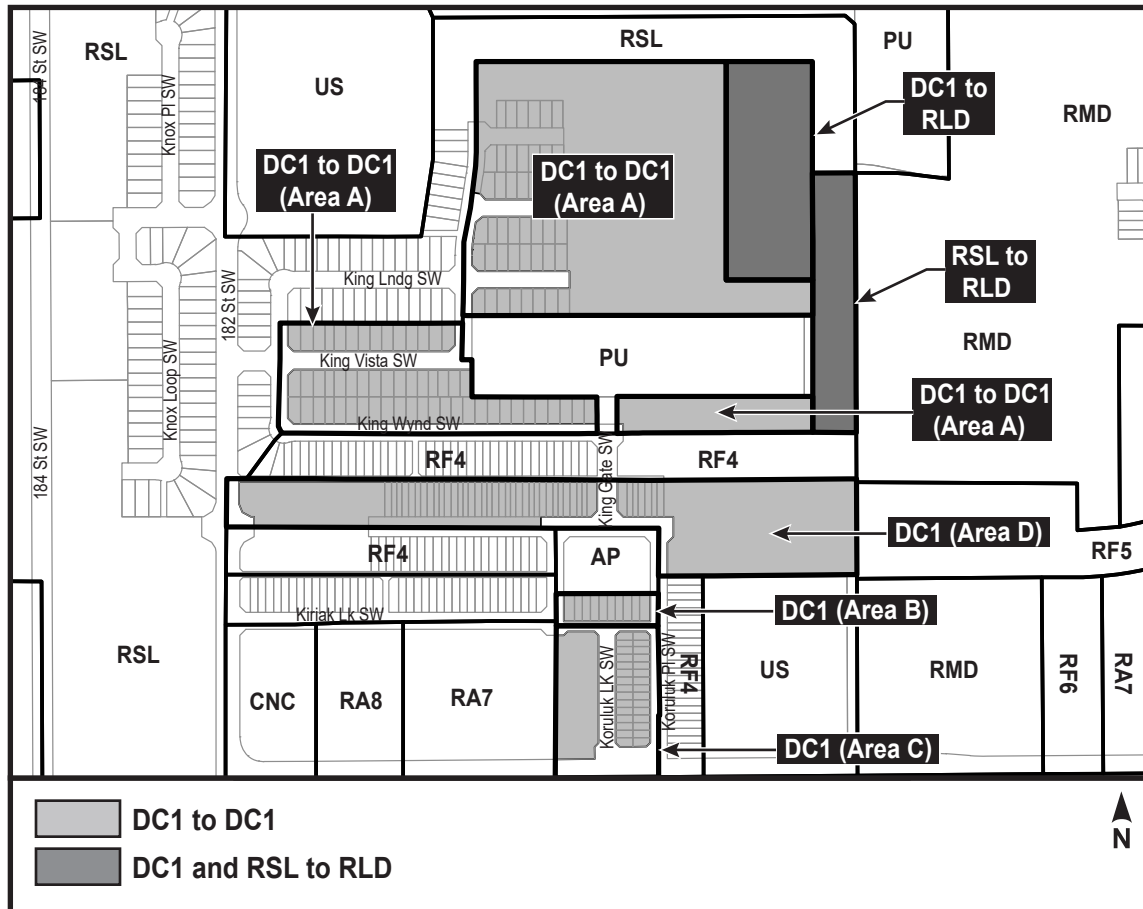 RSL
PU
184 St SW
RSL
Knox Pl SW
US
DC1 to
RLD
RMD
DC1 to DC1
(Area A)
DC1 to DC1
(Area A)
RSL to
RLD
King Lndg SW
182 St SW
RMD
Knox Loop SW
King Vista SW
PU
DC1 to DC1
(Area A)
King Wynd SW
RF4
RF4
184 St SW
King Gate SW
DC1 (Area D)
RF4
AP
RF5
Kiriak Lk SW
DC1 (Area B)
RSL
CNC
RA8
RA7
Koruluk LK SW
Koruluk Pl SW
RF4
US
RMD
RF6
RA7
DC1 (Area C)
DC1 to DC1
DC1 and RSL to RLD
N